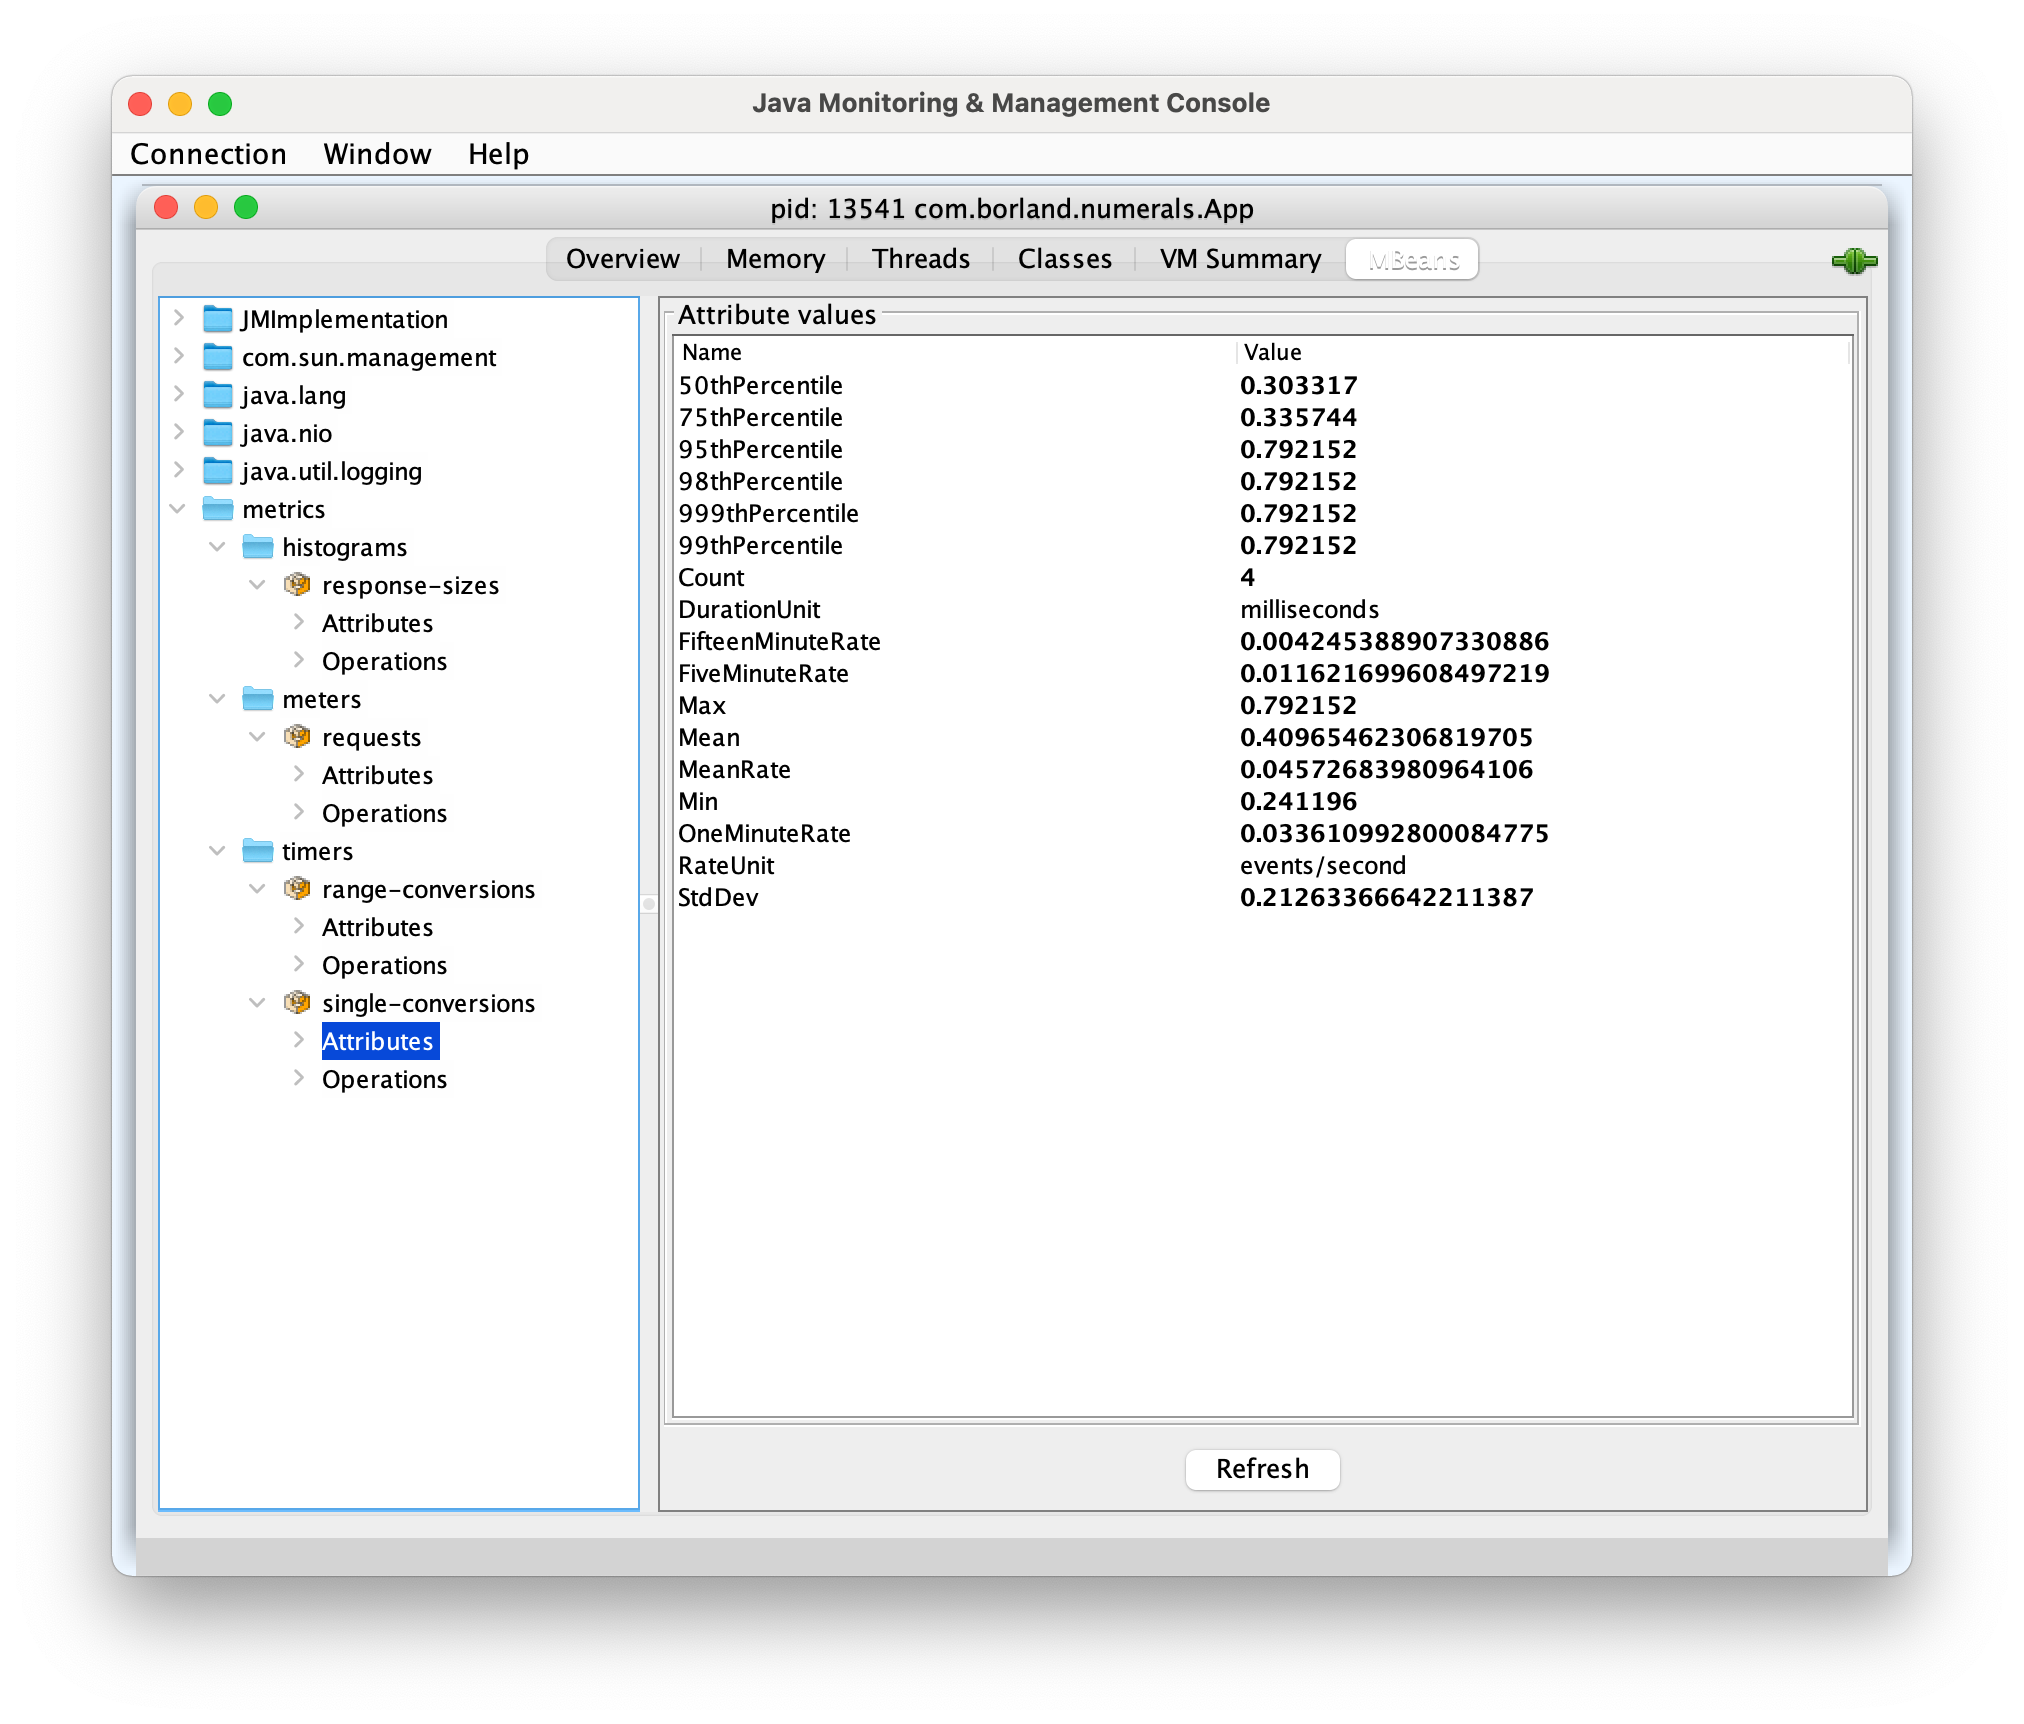 Java Monitoring & Management Console
Connection Window Help
pid: 13541 com.borland.numerals.App
Overview Memory Threads Classes VM Summary MBeans
JMImplementation
com.sun.management
java.lang
java.nio
java.util.logging
metrics
histograms
response-sizes
Attributes
Operations
meters
requests
Attributes
Operations
timers
range-conversions
Attributes
Operations
single-conversions
Attributes
Operations
Attribute values
Name Value
50thPercentile 0.303317
75thPercentile 0.335744
95thPercentile 0.792152
98thPercentile 0.792152
999thPercentile 0.792152
99thPercentile 0.792152
Count 4
DurationUnit milliseconds
FifteenMinuteRate 0.004245388907330886
FiveMinuteRate 0.011621699608497219
Max 0.792152
Mean 0.40965462306819705
MeanRate 0.04572683980964106
Min 0.241196
OneMinuteRate 0.033610992800084775
RateUnit events/second
StdDev 0.21263366642211387
Refresh